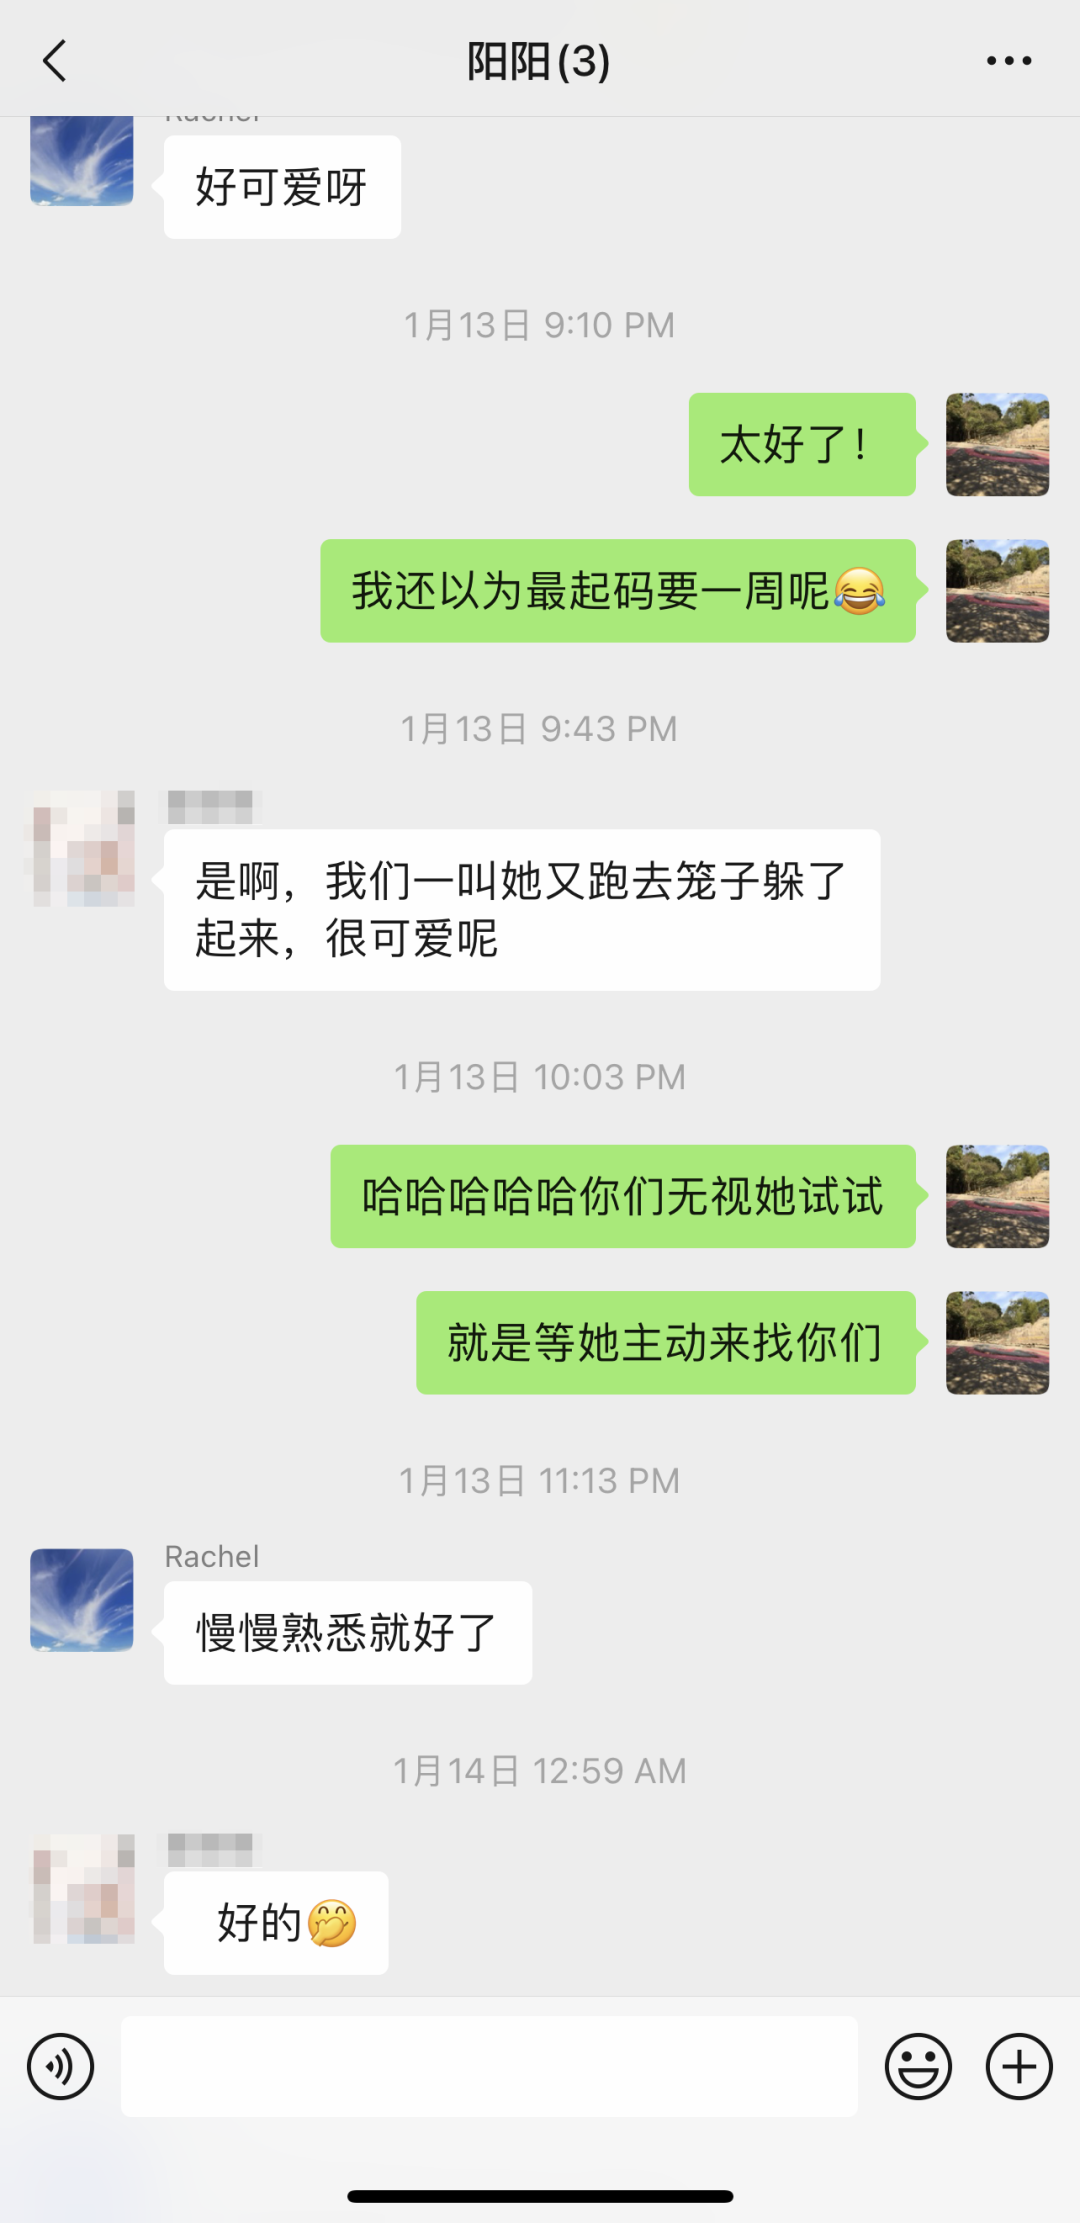 阳阳(3)
Rachel
好可爱呀
1月13日 9:10 PM
太好了!
我还以为最起码要一周呢😂
1月13日 9:43 PM
是啊，我们一叫她又跑去笼子躲了
起来，很可爱呢
1月13日 10:03 PM
哈哈哈哈哈你们无视她试试
就是等她主动来找你们
1月13日 11:13 PM
Rachel
慢慢熟悉就好了
1月14日 12:59 AM
好的🤭